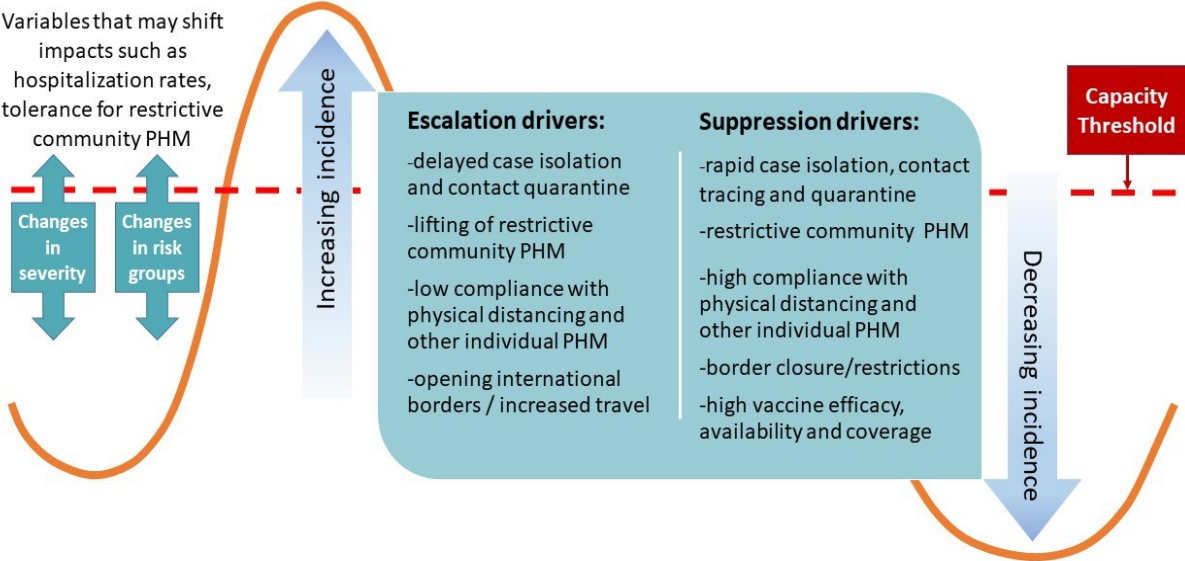 Variables that may shift
impacts such as
hospitalization rates,
tolerance for restrictive
community PHM
Changes
in
severity
Changes
in risk
groups
Increasing incidence
Escalation drivers:
-delayed case isolation
and contact quarantine
-lifting of restrictive
community PHM
-low compliance with
physical distancing and
other individual PHM
-opening international
borders / increased travel
Suppression drivers:
-rapid case isolation, contact
tracing and quarantine
-restrictive community PHM
-high compliance with
physical distancing and
other individual PHM
-border closure/restrictions
-high vaccine efficacy,
availability and coverage
Decreasing incidence
Capacity
Threshold